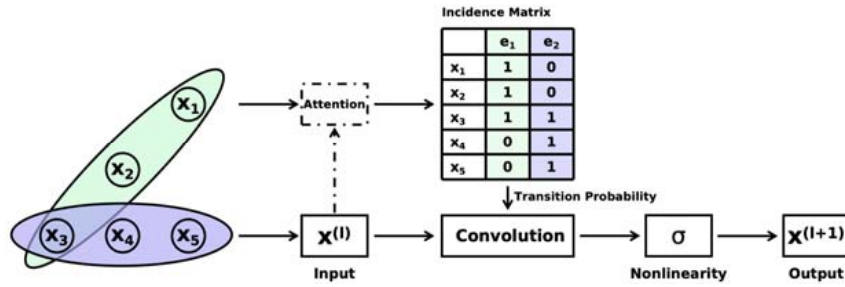 Incidence Matrix
e1 e2
x1 1 0
x2 1 0
x3 1 1
x4 0 1
x5 0 1
x1
x2
x3 x4 x5
Attention
Transition Probability
x(l)
Convolution
σ
x(l+1)
Input
Nonlinearity
Output